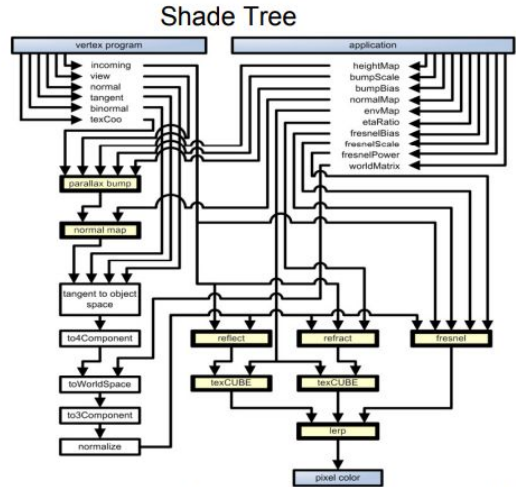 Shade Tree
vertex program
application
incoming
view
normal
tangent
binormal
texCoo
heightMap
bumpScale
bumpBias
normalMap
envMap
etaRatio
fresnelBias
fresnelScale
fresnelPower
worldMatrix
parallax bump
normal map
tangent to object
space
to4Component
toWorldSpace
to3Component
normalize
reflect
refract
fresnel
texCUBE
texCUBE
lerp
pixel color